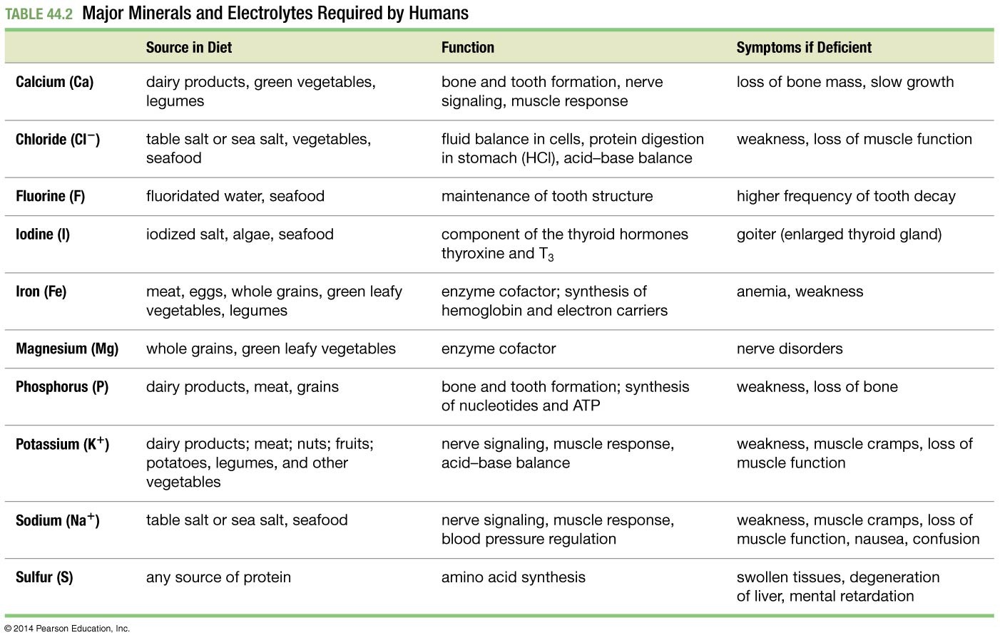 TABLE 44.2 Major Minerals and Electrolytes Required by Humans
Source in Diet Function Symptoms if Deficient
Calcium (Ca) dairy products, green vegetables, bone and tooth formation, nerve loss of bone mass, slow growth
legumes signaling, muscle response
Chloride (Cl⁻) table salt or sea salt, vegetables, fluid balance in cells, protein digestion weakness, loss of muscle function
seafood in stomach (HCl), acid–base balance
Fluorine (F) fluoridated water, seafood maintenance of tooth structure higher frequency of tooth decay
Iodine (I) iodized salt, algae, seafood component of the thyroid hormones goiter (enlarged thyroid gland)
thyroxine and T₃
Iron (Fe) meat, eggs, whole grains, green leafy enzyme cofactor; synthesis of anemia, weakness
vegetables, legumes hemoglobin and electron carriers
Magnesium (Mg) whole grains, green leafy vegetables enzyme cofactor nerve disorders
Phosphorus (P) dairy products, meat, grains bone and tooth formation; synthesis weakness, loss of bone
of nucleotides and ATP
Potassium (K⁺) dairy products; meat; nuts; fruits; nerve signaling, muscle response, weakness, muscle cramps, loss of
potatoes, legumes, and other acid–base balance muscle function
vegetables
Sodium (Na⁺) table salt or sea salt, seafood nerve signaling, muscle response, weakness, muscle cramps, loss of
blood pressure regulation muscle function, nausea, confusion
Sulfur (S) any source of protein amino acid synthesis swollen tissues, degeneration
of liver, mental retardation
© 2014 Pearson Education, Inc.